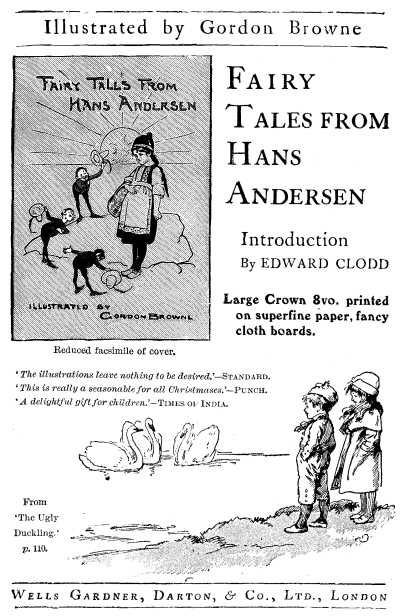 Illustrated by Gordon Browne
FAIRY TALES FROM
HANS ANDERSEN
ILLUSTRATED BY
GORDON BROWNE
Reduced facsimile of cover.
FAIRY
TALES FROM
HANS
ANDERSEN
Introduction
By EDWARD CLODD
Large Crown 8vo. printed
on superfine paper, fancy
cloth boards.
'The illustrations leave nothing to be desired.'—STANDARD.
'This is really a seasonable for all Christmases.'—PUNCH.
'A delightful gift for children.'—TIMES OF INDIA.
From
'The Ugly
Duckling.'
p. 110.
WELLS GARDNER, DARTON, & CO., LTD., LONDON